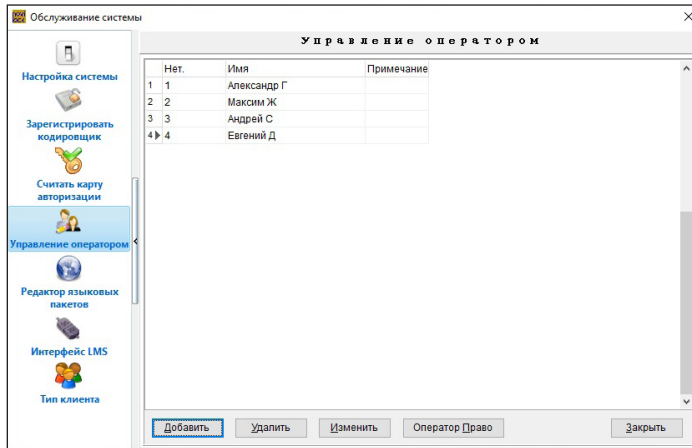 Обслуживание системы
Управление оператором
Настройка системы
Зарегистрировать
кодировщик
Считать карту
авторизации
Управление оператором
Редактор языковых
пакетов
Интерфейс LMS
Тип клиента
Нет. Имя Примечание
1 1 Александр Г
2 2 Максим Ж
3 3 Андрей С
4 4 Евгений Д
Добавить Удалить Изменить Оператор Право Закрыть